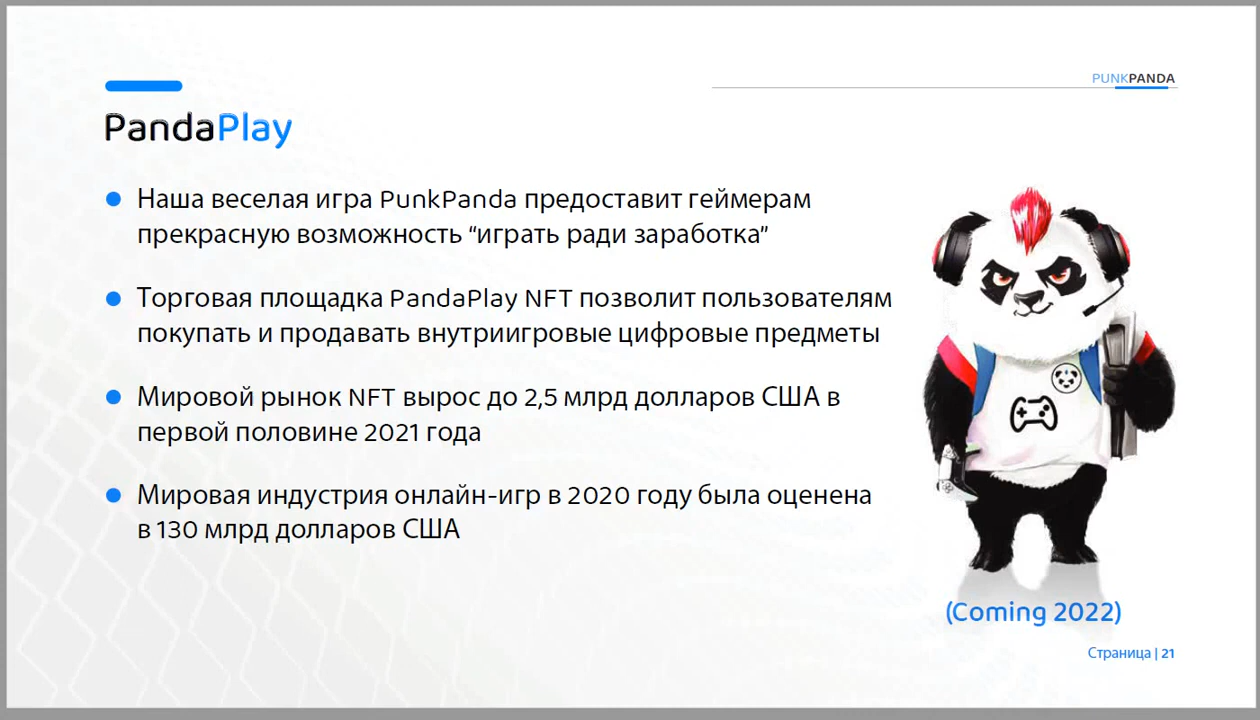 PUNKPANDA
PandaPlay
Наша веселая игра PunkPanda предоставит геймерам
прекрасную возможность “играть ради заработка”
Торговая площадка PandaPlay NFT позволит пользователям
покупать и продавать внутриигровые цифровые предметы
Мировой рынок NFT вырос до 2,5 млрд долларов США в
первой половине 2021 года
Мировая индустрия онлайн-игр в 2020 году была оценена
в 130 млрд долларов США
(Coming 2022)
Страница | 21